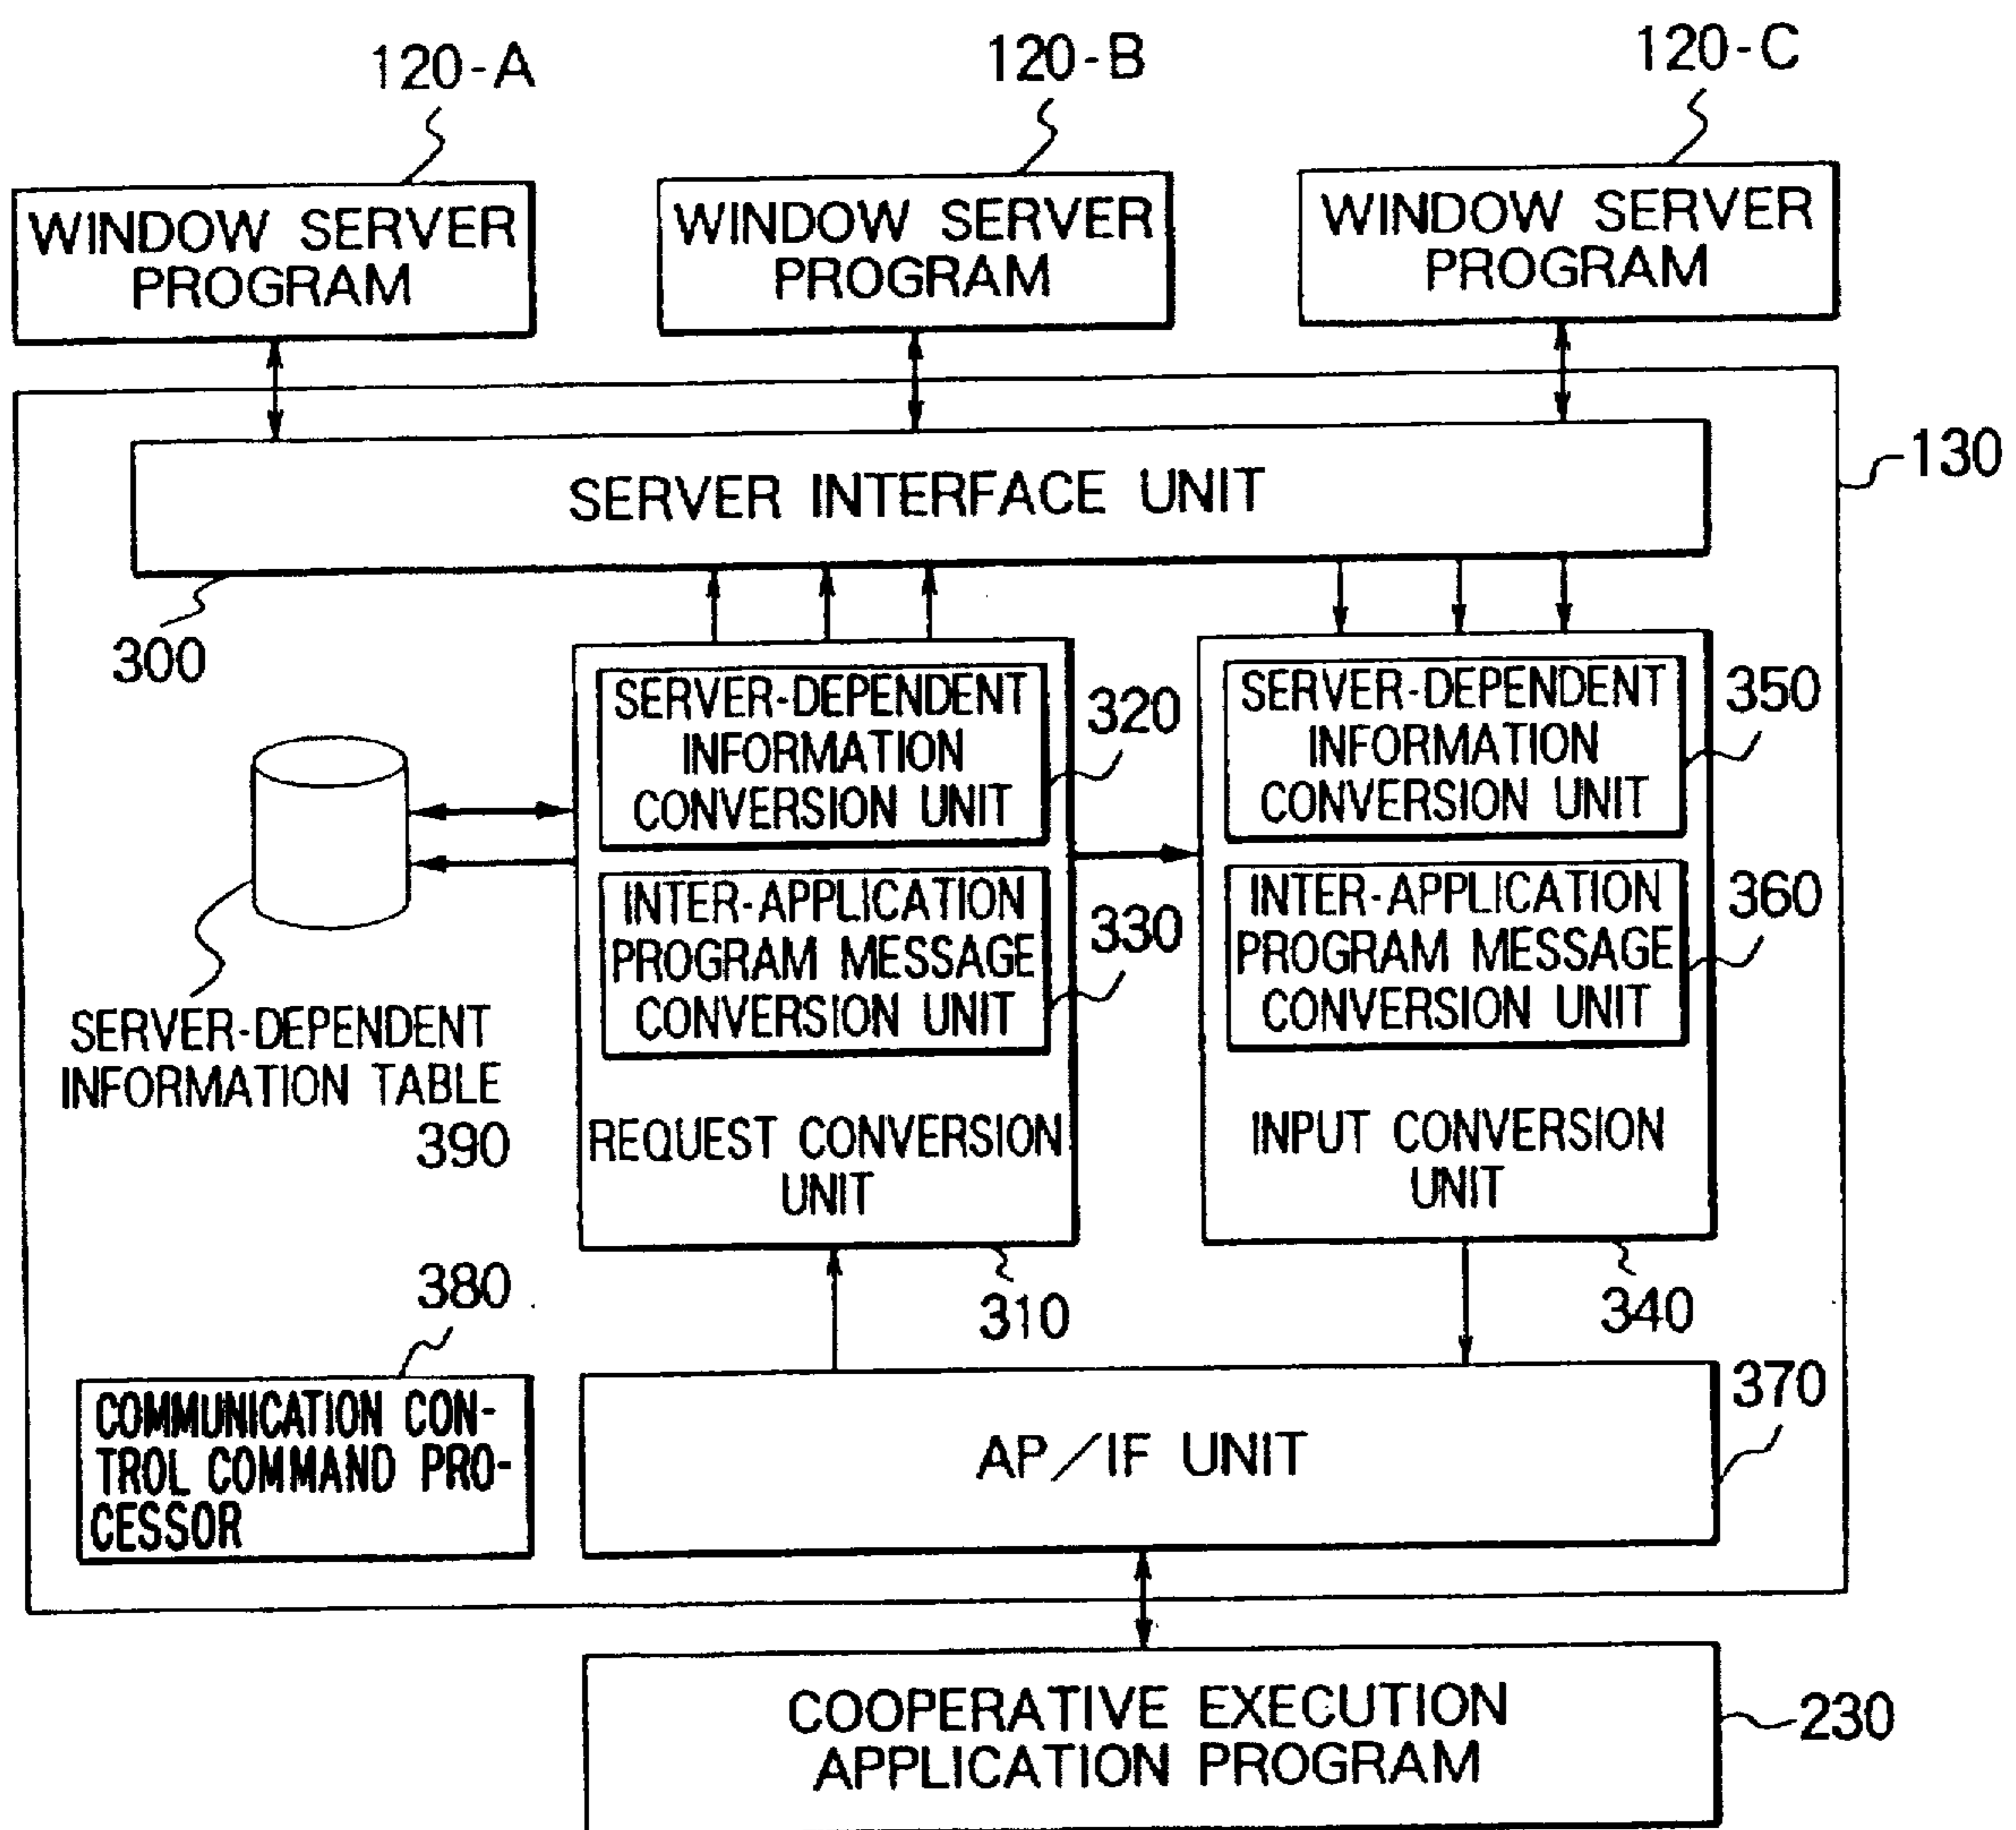 120-A
120-B
120-C
WINDOW SERVER
PROGRAM
WINDOW SERVER
PROGRAM
WINDOW SERVER
PROGRAM
130
SERVER INTERFACE UNIT
300
SERVER-DEPENDENT
INFORMATION
CONVERSION UNIT
320
SERVER-DEPENDENT
INFORMATION
CONVERSION UNIT
350
INTER-APPLICATION
PROGRAM MESSAGE
CONVERSION UNIT
330
INTER-APPLICATION
PROGRAM MESSAGE
CONVERSION UNIT
360
SERVER-DEPENDENT
INFORMATION TABLE
390
REQUEST CONVERSION
UNIT
INPUT CONVERSION
UNIT
310
340
380
COMMUNICATION CON-
TROL COMMAND PRO-
CESSOR
AP/IF UNIT
370
COOPERATIVE EXECUTION
APPLICATION PROGRAM
230